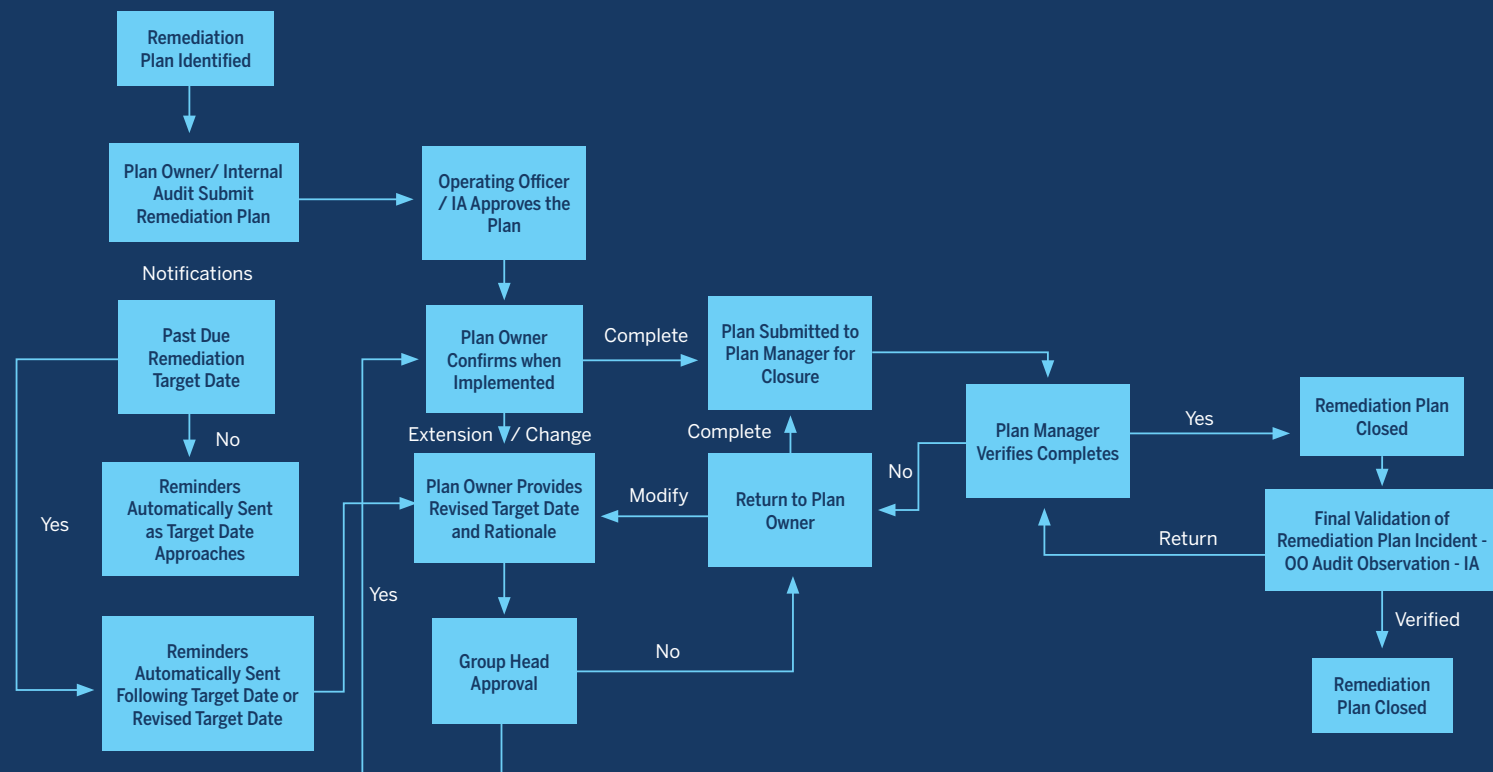 Remediation
Plan Identified
Plan Owner/ Internal
Audit Submit
Remediation Plan
Operating Officer
/ IA Approves the
Plan
Notifications
Past Due
Remediation
Target Date
No
Reminders
Automatically Sent
as Target Date
Approaches
Yes
Reminders
Automatically Sent
Following Target Date or
Revised Target Date
Plan Owner
Confirms when
Implemented
Complete
Extension / Change
Plan Owner Provides
Revised Target Date
and Rationale
Yes
Group Head
Approval
No
Plan Submitted to
Plan Manager for
Closure
Complete
Modify
Return to Plan
Owner
No
Plan Manager
Verifies Completes
Yes
Remediation Plan
Closed
Return
Final Validation of
Remediation Plan Incident -
OO Audit Observation - IA
Verified
Remediation
Plan Closed